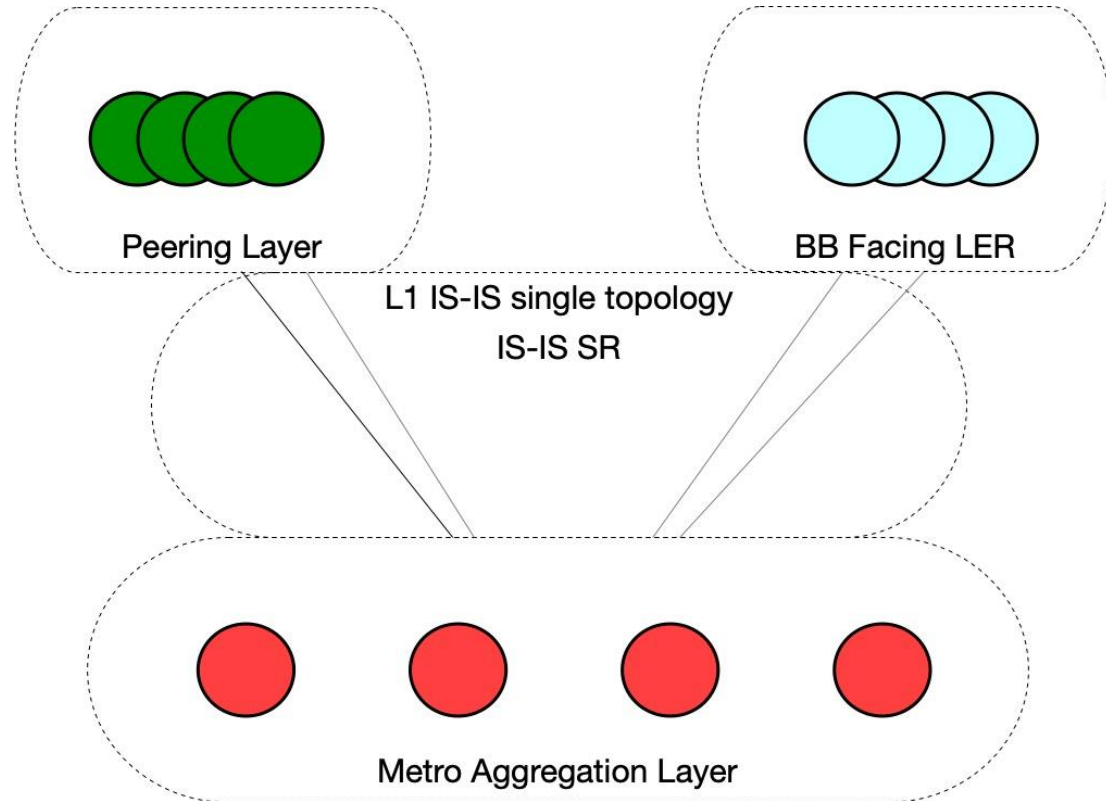 Peering Layer
BB Facing LER
L1 IS-IS single topology
IS-IS SR
Metro Aggregation Layer